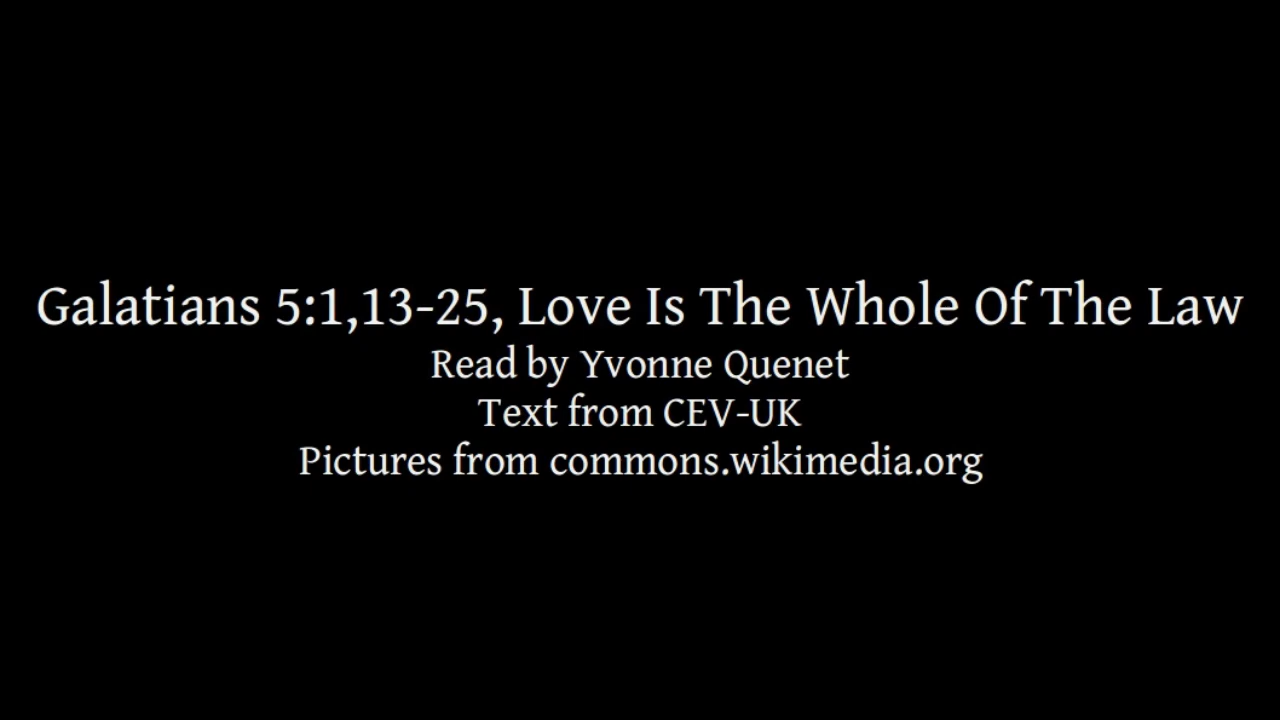 Galatians 5:1,13-25, Love Is The Whole Of The Law
Read by Yvonne Quenet
Text from CEV-UK
Pictures from commons.wikimedia.org